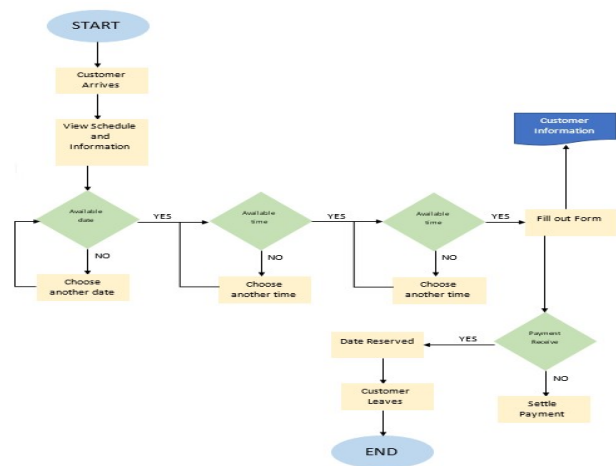 START
Customer
Arrives
View Schedule
and
Information
Customer
Information
Available
date
YES
Available
time
YES
Available
time
YES
Fill out Form
NO
Choose
another date
NO
Choose
another time
NO
Choose
another time
Date Reserved
YES
Payment
Receive
NO
Customer
Leaves
Settle
Payment
END